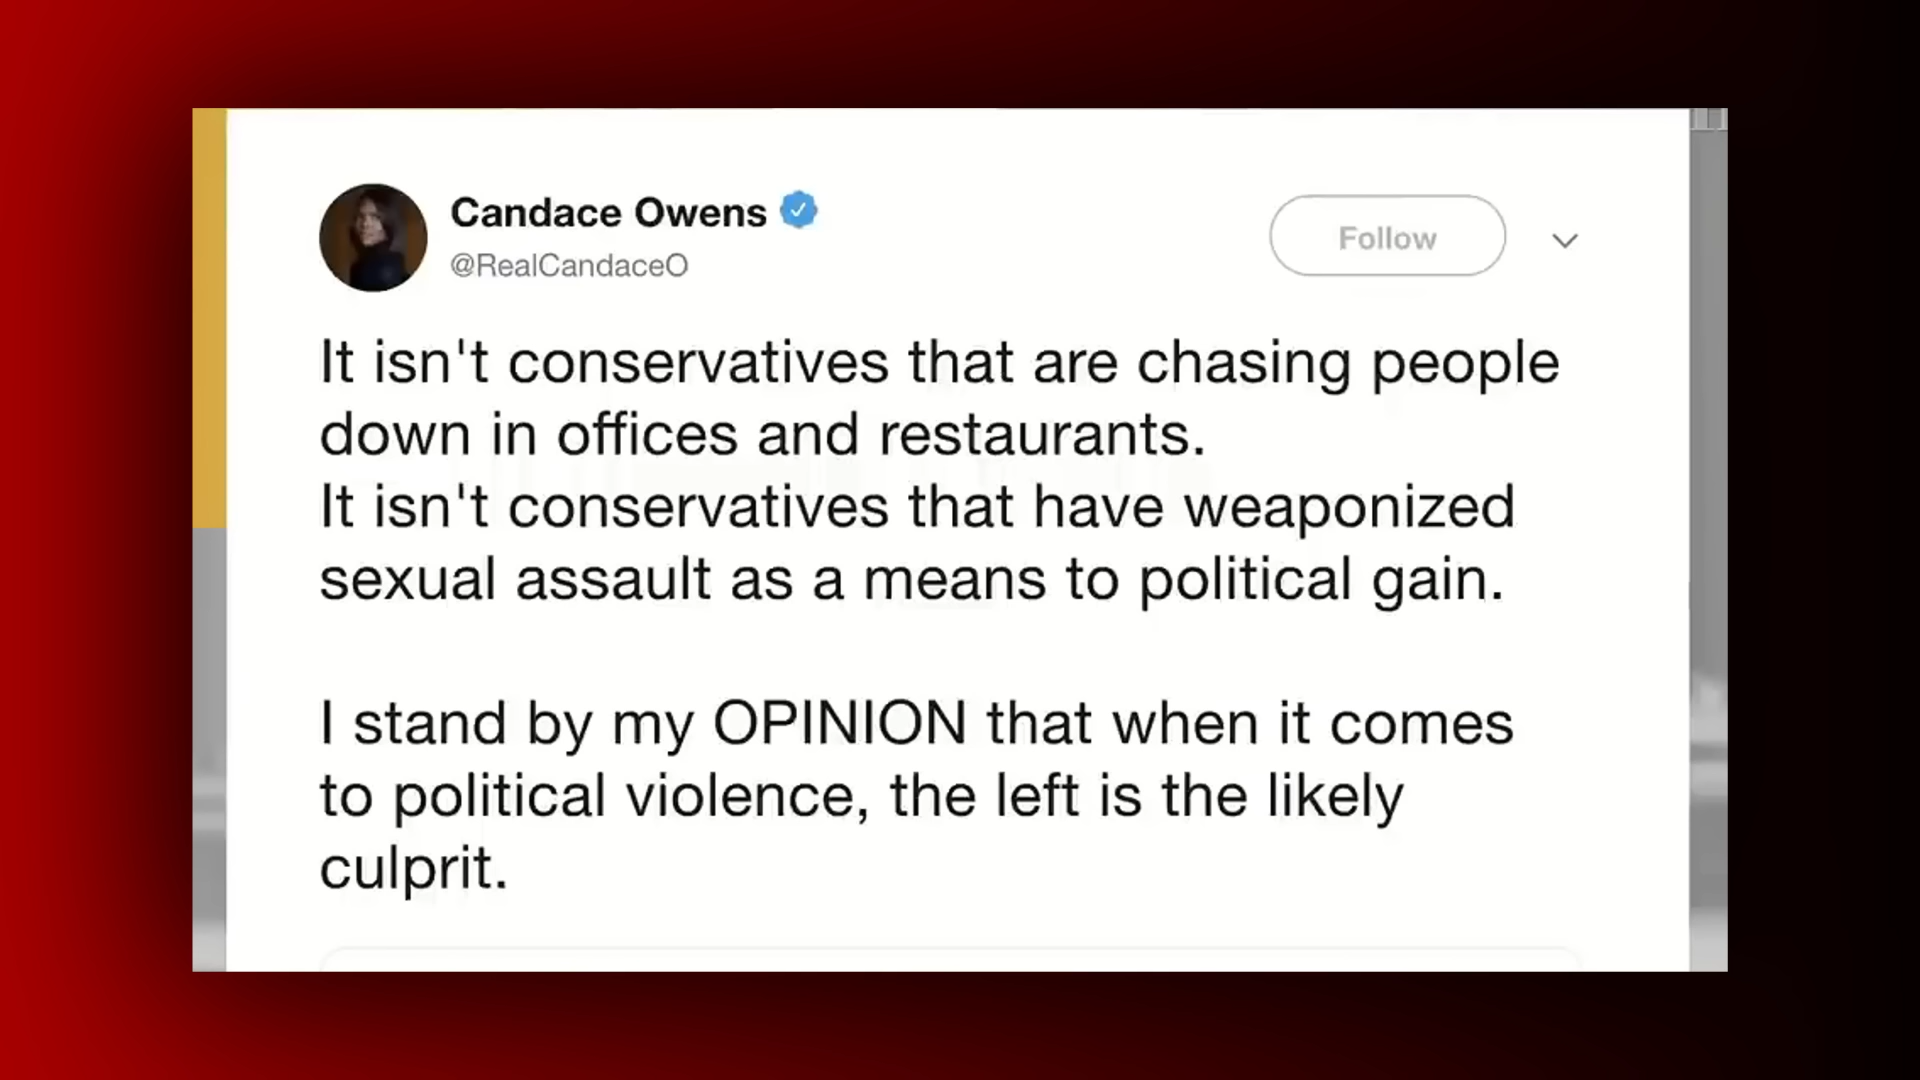 Candace Owens
@RealCandaceO
Follow
It isn't conservatives that are chasing people
down in offices and restaurants.
It isn't conservatives that have weaponized
sexual assault as a means to political gain.
I stand by my OPINION that when it comes
to political violence, the left is the likely
culprit.